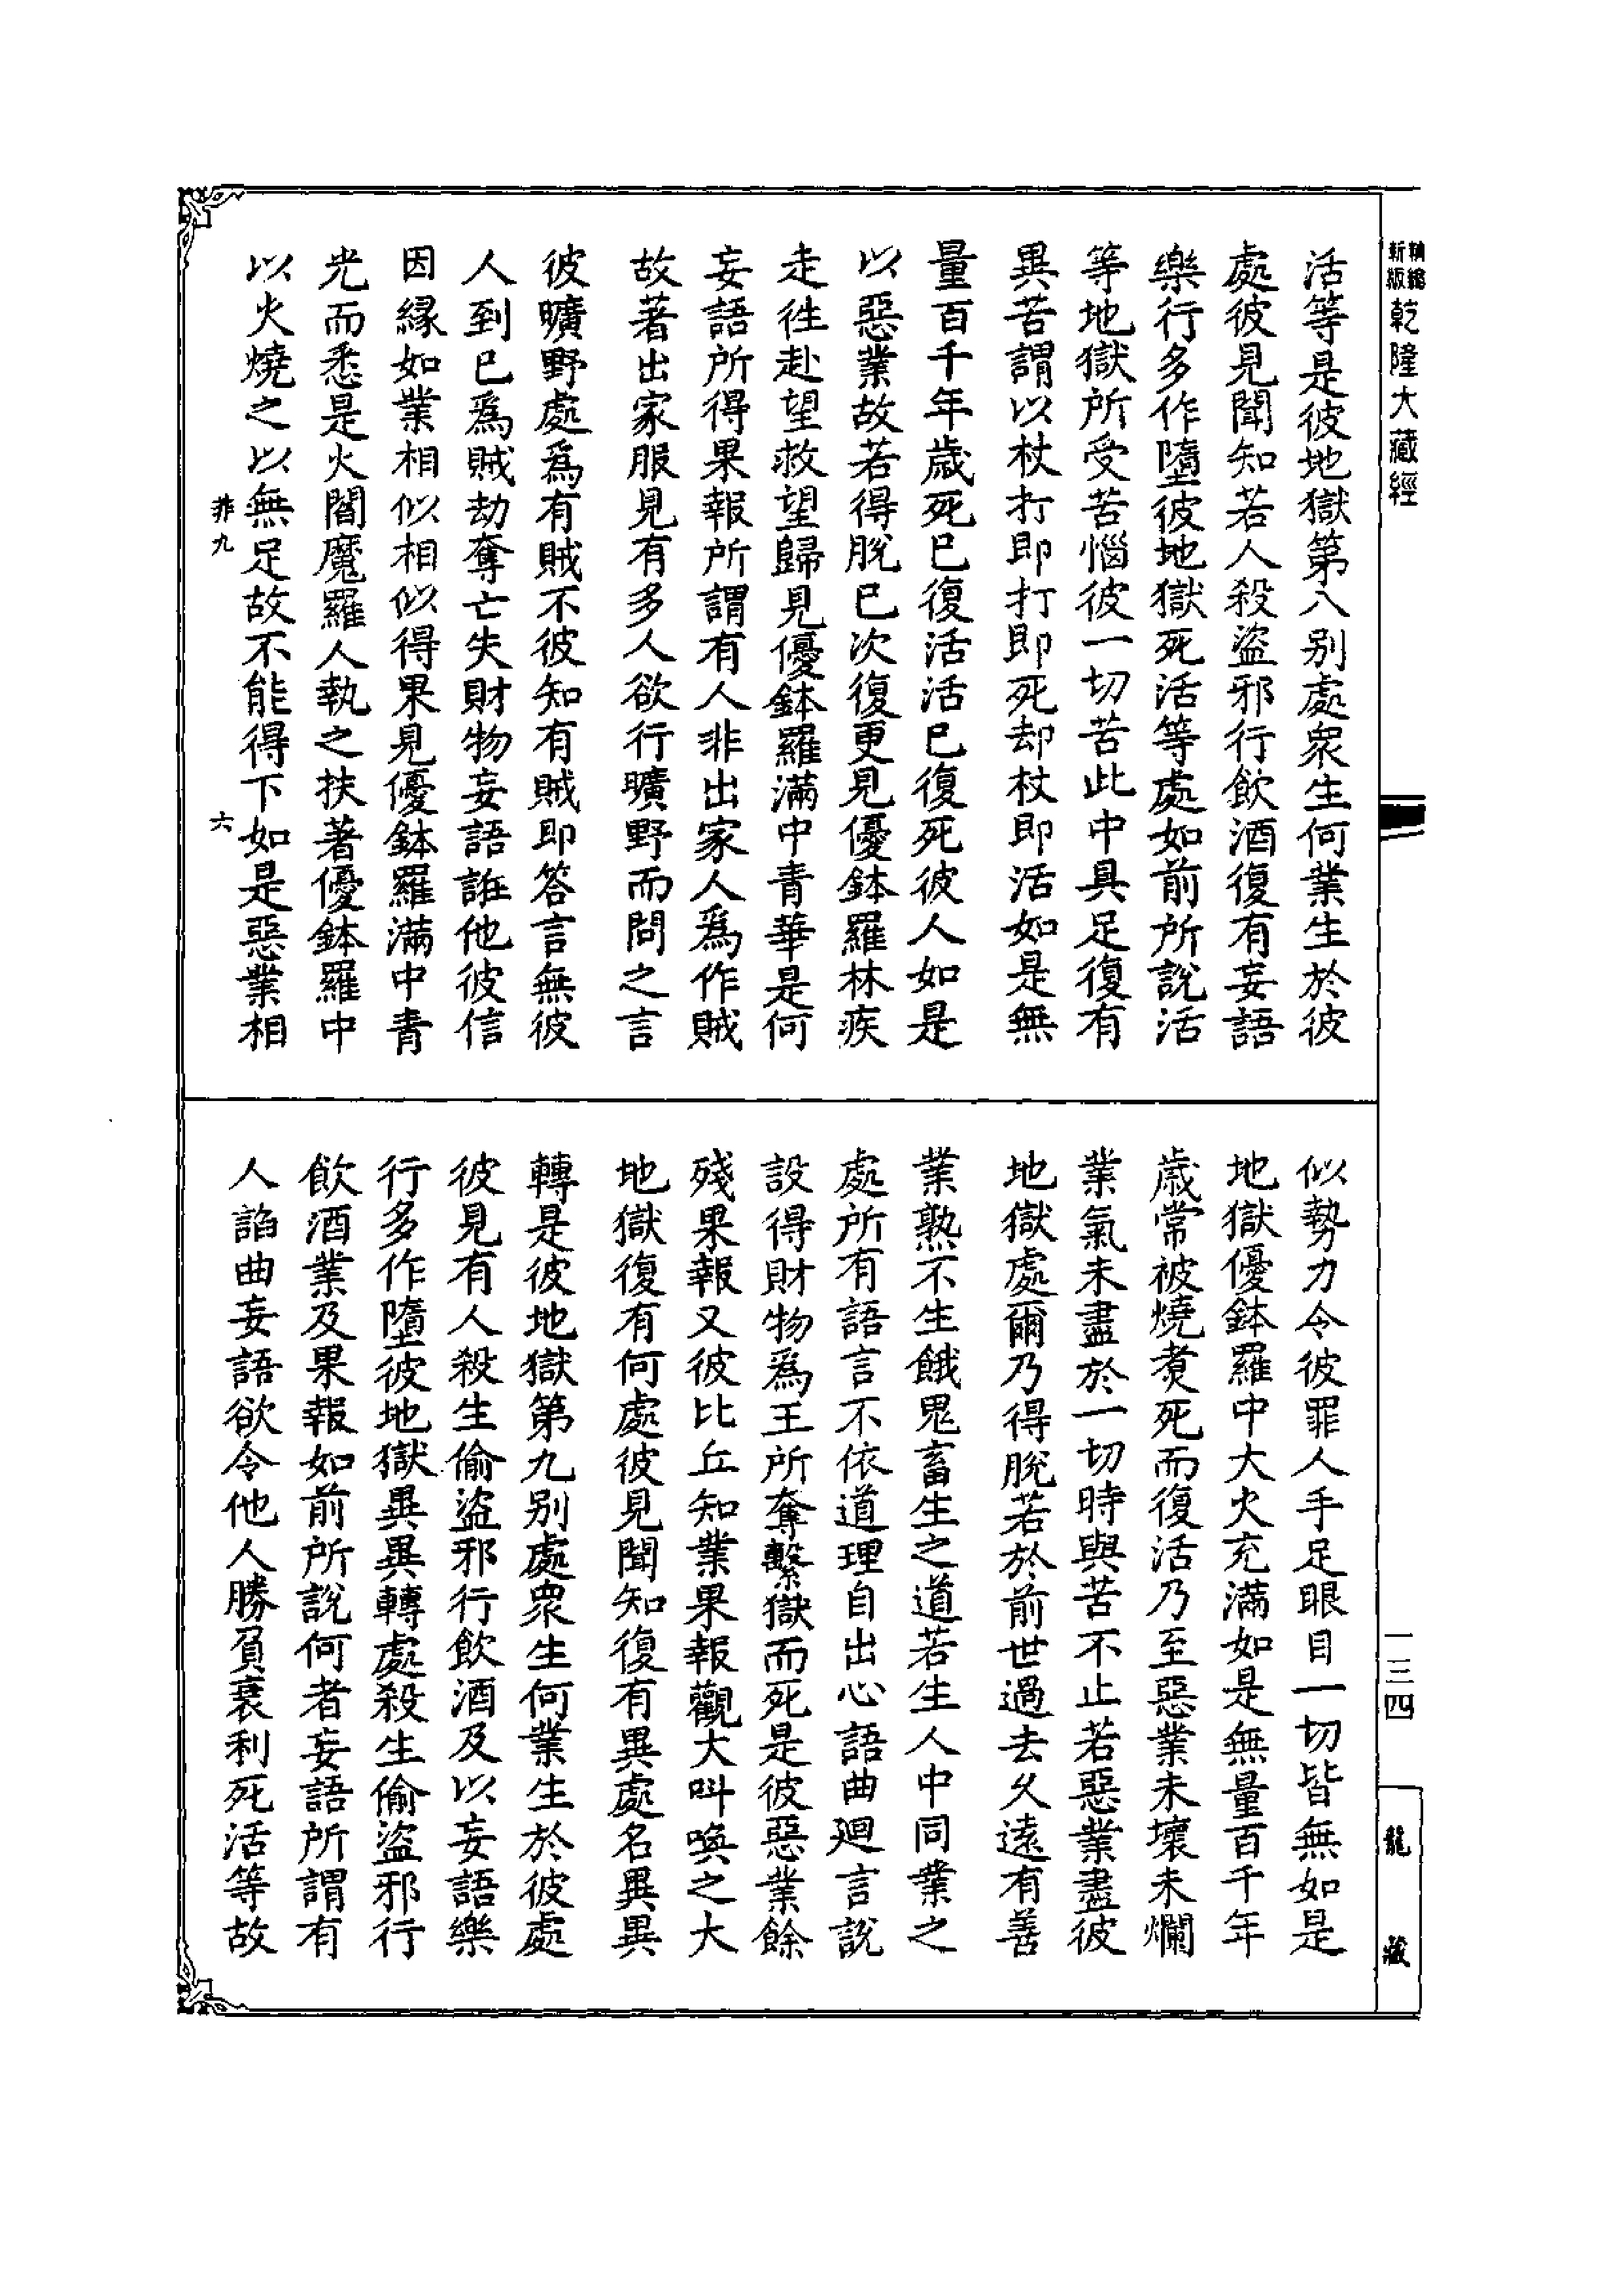 新版
乾隆大藏經
活等是彼地獄第八別處衆生何業生於彼
處彼見聞知若人殺盜邪行飲酒復有妄語
樂行多作墮彼地獄死活等處如前所說活
等地獄所受苦惱彼一切苦此中具足復有
異苦謂以杖打即打即死却杖即活如是無
量百千年歲死已復活活已復死彼人如是
以惡業故若得脫已次復更見優鉢羅林疾
走往赴望救望歸見優鉢羅滿中青華是何
妄語所得果報所謂有人非出家人爲作賊
故著出家服見有多人欲行曠野而問之言
彼曠野處爲有賊不彼知有賊即答言無彼
人到已爲賊劫奪亡失財物妄語誑他彼信
因緣如業相似相似得果見優鉢羅滿中青
光而悉是火閻魔羅人執之扶著優鉢羅中
以火燒之以無足故不能得下如是惡業相
九
六
似勢力令彼罪人手足眼目一切皆無如是
地獄優鉢羅中大火充滿如是無量百千年
歲常被燒煑死而復活乃至惡業未壞未爛
業氣未盡於一切時與苦不止若惡業盡彼
地獄處爾乃得脫若於前世過去久遠有善
業熟不生餓鬼畜生之道若生人中同業之
處所有語言不依道理自出心語曲廻言說
設得財物爲王所奪繫獄而死是彼惡業餘
殘果報又彼比丘知業果報觀大叫喚之大
地獄復有何處彼見聞知復有異處名異異
轉是彼地獄第九別處衆生何業生於彼處
彼見有人殺生偷盜邪行飲酒及以妄語樂
行多作墮彼地獄異異轉處殺生偷盜邪行
飲酒業及果報如前所說何者妄語所謂有
人諂曲妄語欲令他人勝負衰利死活等故
一三四
龍藏